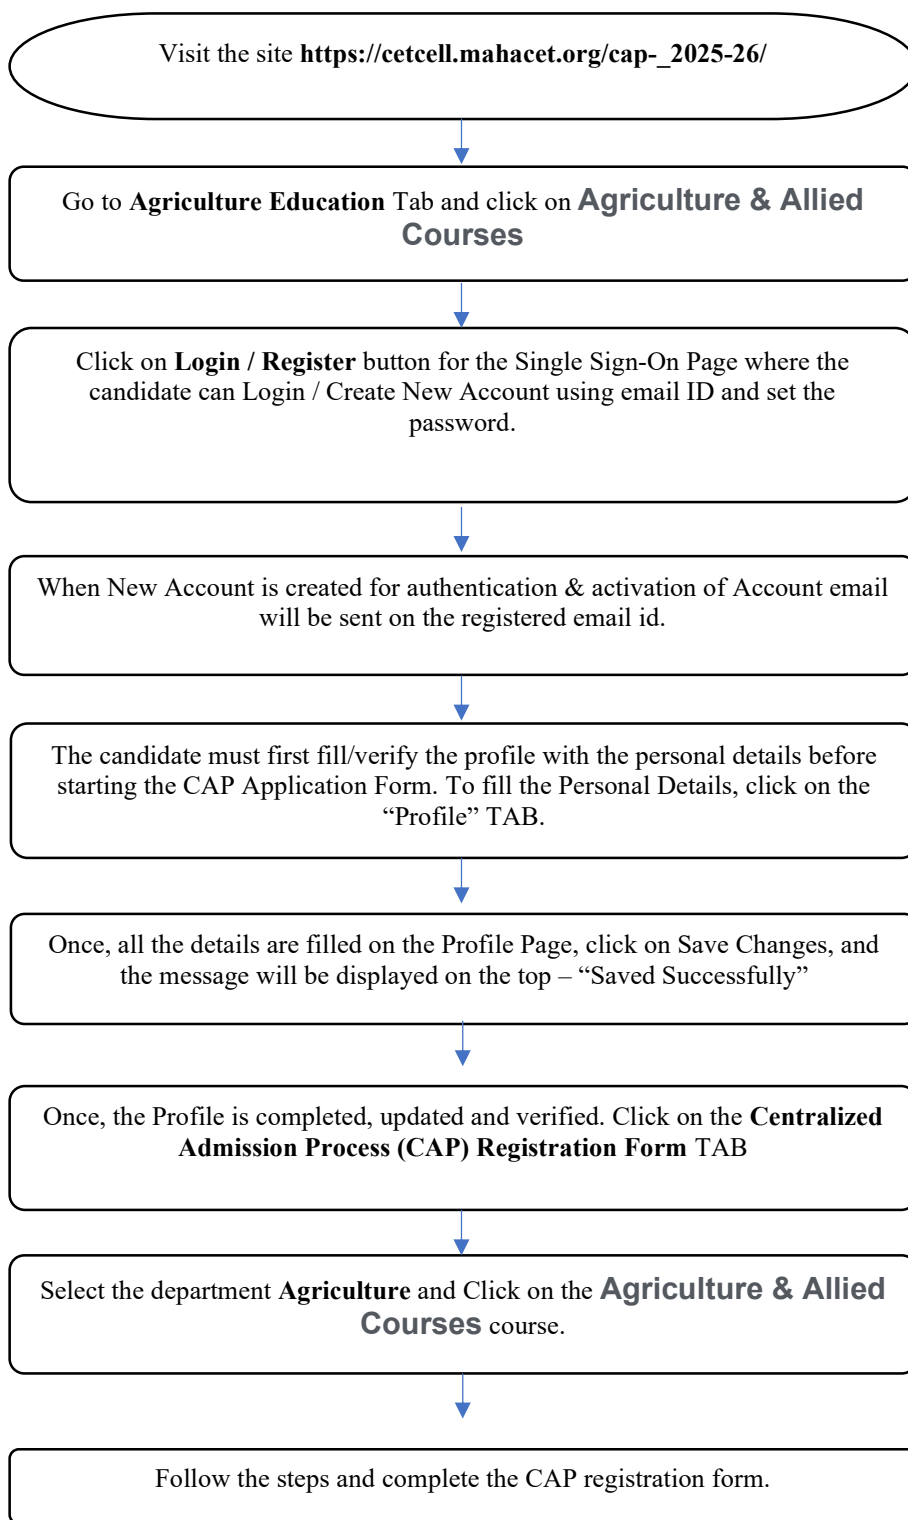 Visit the site https://cetcell.mahacet.org/cap-_2025-26/
Go to Agriculture Education Tab and click on Agriculture & Allied
Courses
Click on Login / Register button for the Single Sign-On Page where the
candidate can Login / Create New Account using email ID and set the
password.
When New Account is created for authentication & activation of Account email
will be sent on the registered email id.
The candidate must first fill/verify the profile with the personal details before
starting the CAP Application Form. To fill the Personal Details, click on the
“Profile” TAB.
Once, all the details are filled on the Profile Page, click on Save Changes, and
the message will be displayed on the top – “Saved Successfully”
Once, the Profile is completed, updated and verified. Click on the Centralized
Admission Process (CAP) Registration Form TAB
Select the department Agriculture and Click on the Agriculture & Allied
Courses course.
Follow the steps and complete the CAP registration form.